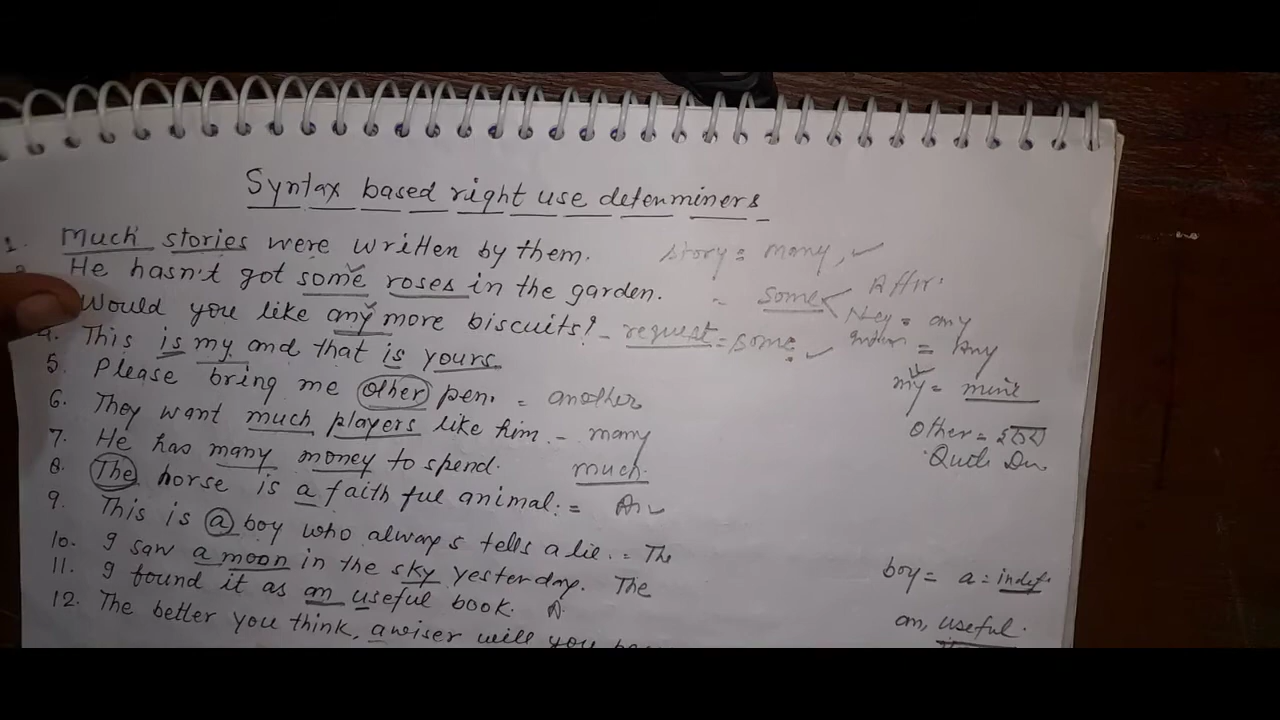 Syntax based right use determiners
1. Much stories were written by them. Story = many,
He hasn't got some roses in the garden. - Some Affir.
Neg = any
Would you like any more biscuits? - request = some = Any
4. This is my and that is yours. my = mine
5. Please bring me other pen. = another
6. They want much players like him. - many Other =
7. He has many money to spend. much.
8. The horse is a faithful animal. =
9. This is a boy who always tells a lie. = The
10. I saw a moon in the sky yesterday. The boy = a = indef.
11. I found it as an useful book. A an, useful.
12. The better you think, a wiser will you